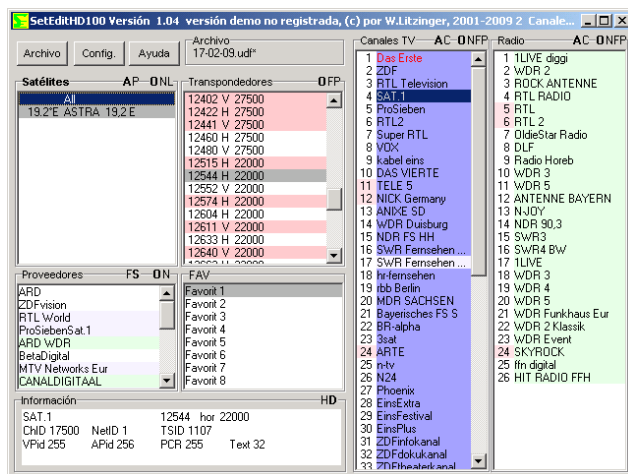 SetEditHD100 Versión 1.04 versión demo no registrada, (c) por W.Litzinger, 2001-2009 2 Canale...
Archivo
Config.
Ayuda
Archivo
17-02-09.udf*
Satélites AP ONL
All
19.2°E ASTRA 19,2 E
Transpondedores OFP
12402 V 27500
12422 H 27500
12441 V 27500
12460 H 27500
12480 V 27500
12515 H 22000
12544 H 22000
12552 V 22000
12574 H 22000
12604 H 22000
12611 V 22000
12633 H 22000
12640 V 22000
Proveedores FS ON
ARD
ZDFvision
RTL World
ProSiebenSat.1
ARD WDR
BetaDigital
MTV Networks Eur
CANALDIGITAAL
FAV
Favorit 1
Favorit 2
Favorit 3
Favorit 4
Favorit 5
Favorit 6
Favorit 7
Favorit 8
Información HD
SAT.1 12544 hor 22000
ChID 17500 NetID 1 TSID 1107
VPid 255 APid 256 PCR 255 Text 32
Canales TV AC ONFP
1 Das Erste
2 ZDF
3 RTL Television
4 SAT.1
5 ProSieben
6 RTL2
7 Super RTL
8 VOX
9 kabel eins
10 DAS VIERTE
11 TELE 5
12 NICK Germany
13 ANIXE SD
14 WDR Duisburg
15 NDR FS HH
16 SWR Fernsehen ...
17 SWR Fernsehen ...
18 hr-fernsehen
19 rbb Berlin
20 MDR SACHSEN
21 Bayerisches FS S
22 BR-alpha
23 3sat
24 ARTE
25 n-tv
26 N24
27 Phoenix
28 EinsExtra
29 EinsFestival
30 EinsPlus
31 ZDFinfokanal
32 ZDFdokukanal
33 ZDFtheaterkanal
Radio AC ONFP
1 1LIVE diggi
2 WDR 2
3 ROCK ANTENNE
4 RTL RADIO
5 RTL
6 RTL 2
7 OldieStar Radio
8 DLF
9 Radio Horeb
10 WDR 3
11 WDR 5
12 ANTENNE BAYERN
13 N-JOY
14 NDR 90,3
15 SWR3
16 SWR4 BW
17 1LIVE
18 WDR 3
19 WDR 4
20 WDR 5
21 WDR Funkhaus Eur
22 WDR 2 Klassik
23 WDR Event
24 SKYROCK
25 ffn digital
26 HIT RADIO FFH